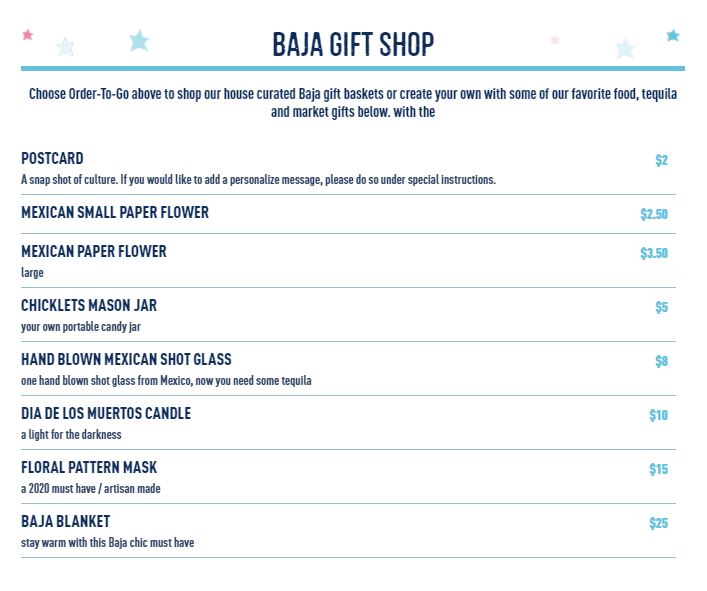 BAJA GIFT SHOP
Choose Order-To-Go above to shop our house curated Baja gift baskets or create your own with some of our favorite food, tequila
and market gifts below. with the
POSTCARD $2
A snap shot of culture. If you would like to add a personalize message, please do so under special instructions.
MEXICAN SMALL PAPER FLOWER $2.50
MEXICAN PAPER FLOWER $3.50
large
CHICKLETS MASON JAR $5
your own portable candy jar
HAND BLOWN MEXICAN SHOT GLASS $8
one hand blown shot glass from Mexico, now you need some tequila
DIA DE LOS MUERTOS CANDLE $10
a light for the darkness
FLORAL PATTERN MASK $15
a 2020 must have / artisan made
BAJA BLANKET $25
stay warm with this Baja chic must have